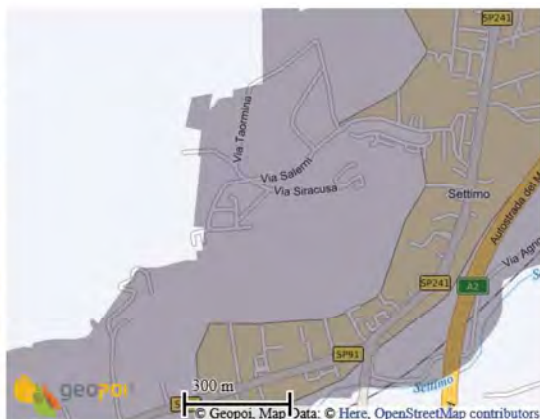 SP241
Via Taormina
Via Salemi
Via Siracusa
Settimo
Autostrada del M
Via Agno
SP241
A2
SP91
Settimo
geopoi
300 m
© Geopoi, Map Data: © Here, OpenStreetMap contributors